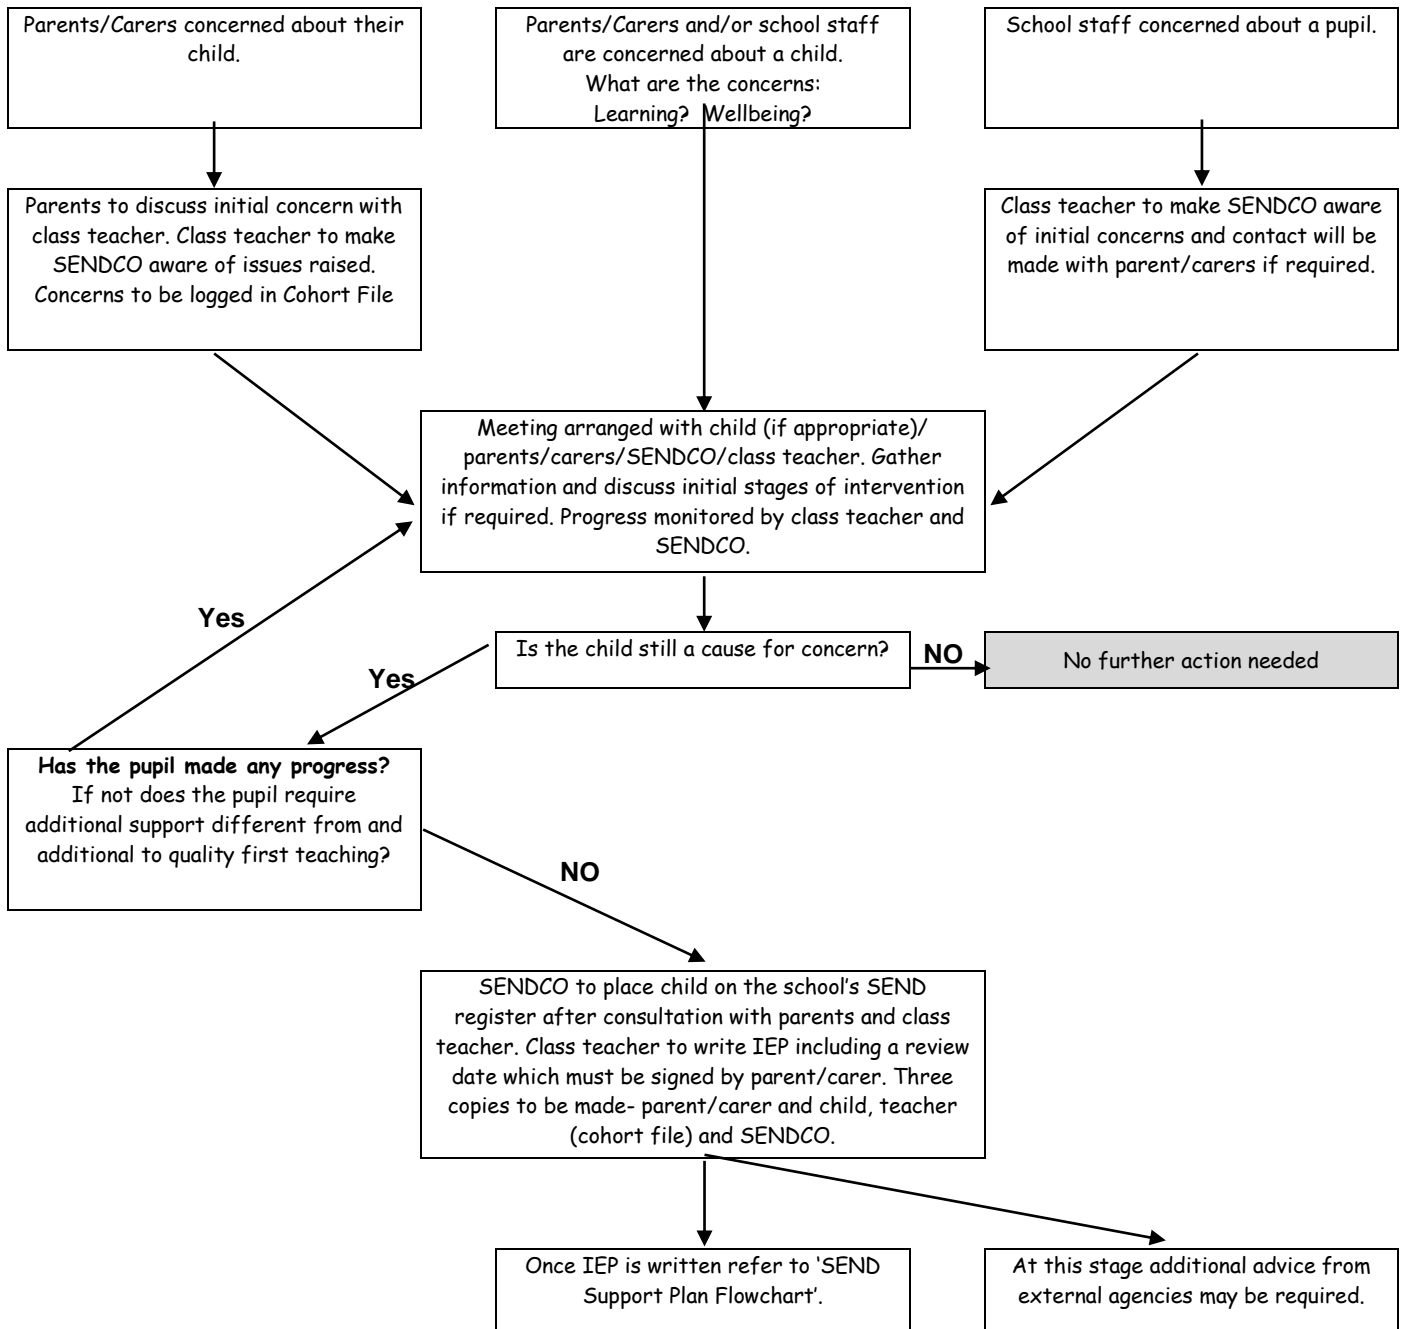 Parents/Carers concerned about their
child.
Parents/Carers and/or school staff
are concerned about a child.
What are the concerns:
Learning? Wellbeing?
School staff concerned about a pupil.
Parents to discuss initial concern with
class teacher. Class teacher to make
SENDCO aware of issues raised.
Concerns to be logged in Cohort File
Class teacher to make SENDCO aware
of initial concerns and contact will be
made with parent/carers if required.
Meeting arranged with child (if appropriate)/
parents/carers/SENDCO/class teacher. Gather
information and discuss initial stages of intervention
if required. Progress monitored by class teacher and
SENDCO.
Yes
Is the child still a cause for concern?
NO
No further action needed
Yes
Has the pupil made any progress?
If not does the pupil require
additional support different from and
additional to quality first teaching?
NO
SENDCO to place child on the school's SEND
register after consultation with parents and class
teacher. Class teacher to write IEP including a review
date which must be signed by parent/carer. Three
copies to be made- parent/carer and child, teacher
(cohort file) and SENDCO.
Once IEP is written refer to ‘SEND
Support Plan Flowchart’.
At this stage additional advice from
external agencies may be required.